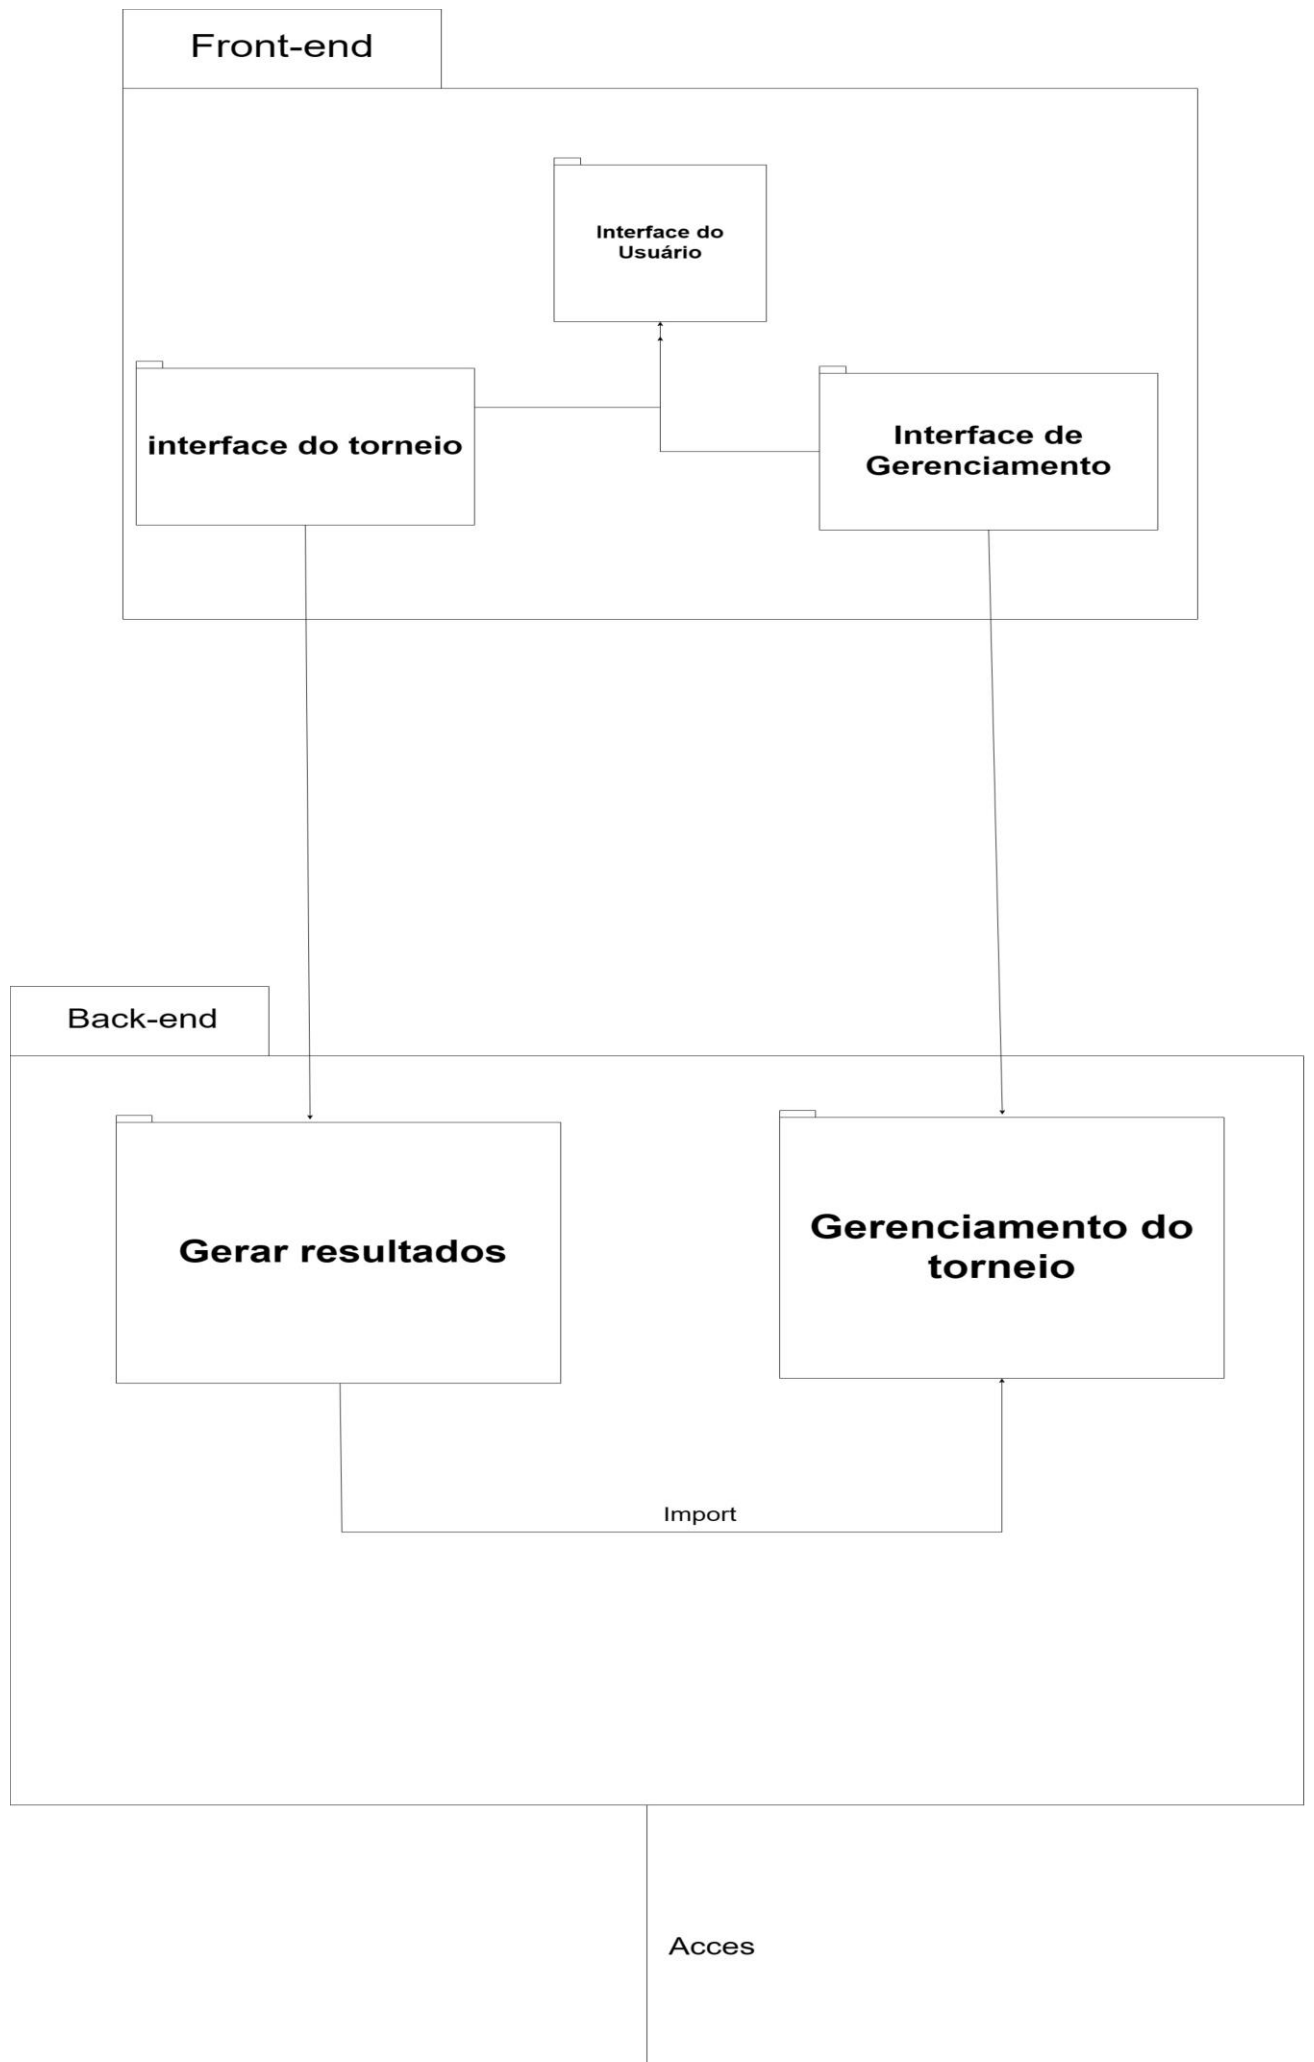 Front-end
Interface do
Usuário
interface do torneio
Interface de
Gerenciamento
Back-end
Gerar resultados
Gerenciamento do
torneio
Import
Acces